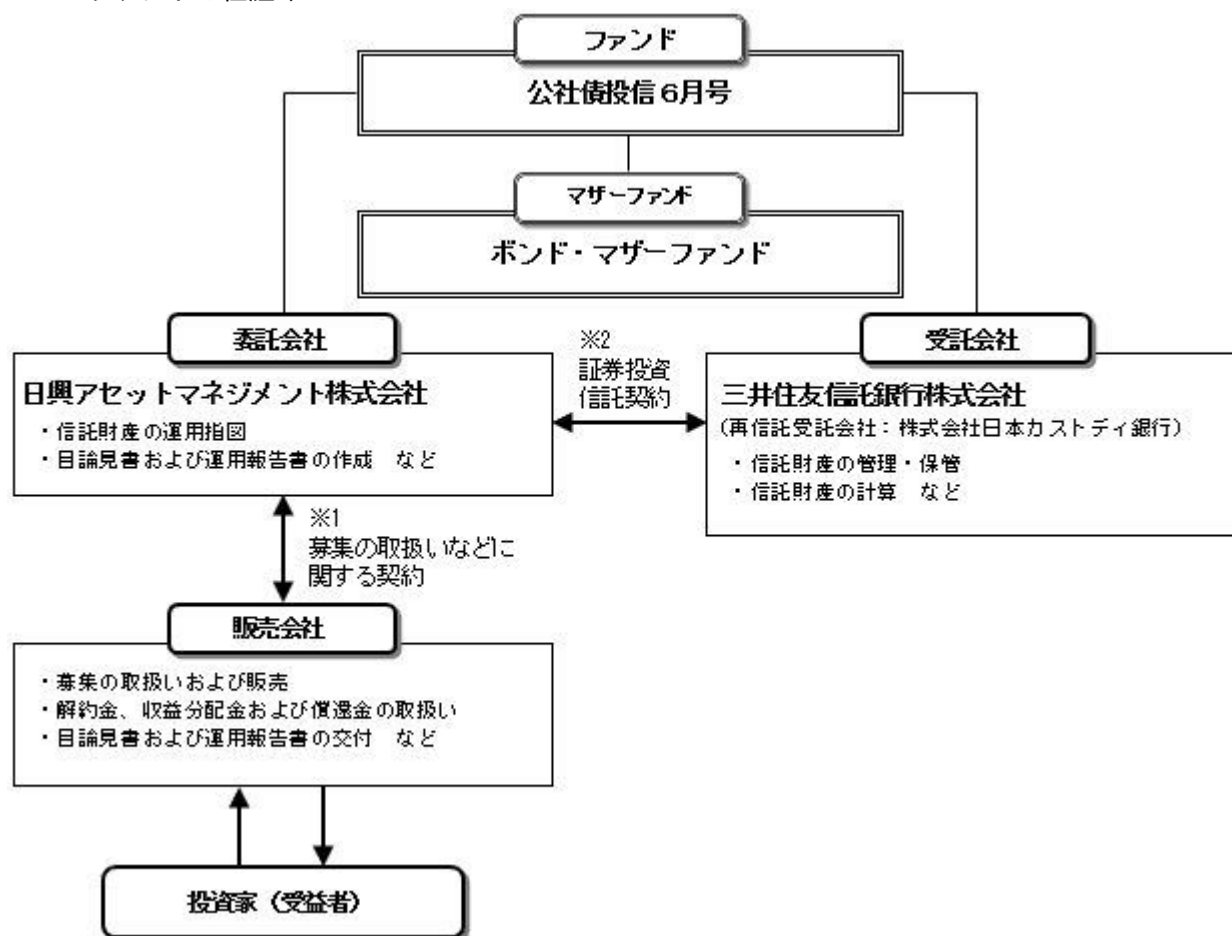 ファンド
公社債投信6月号
マザーファンド
ボンド・マザーファンド
委託会社
日興アセットマネジメント株式会社
・信託財産の運用指図
・目論見書および運用報告書の作成　など
※2
証券投資
信託契約
受託会社
三井住友信託銀行株式会社
(再信託受託会社：株式会社日本カストディ銀行)
・信託財産の管理・保管
・信託財産の計算　など
※1
募集の取扱いなどに
関する契約
販売会社
・募集の取扱いおよび販売
・解約金、収益分配金および償還金の取扱い
・目論見書および運用報告書の交付　など
投資家（受益者）